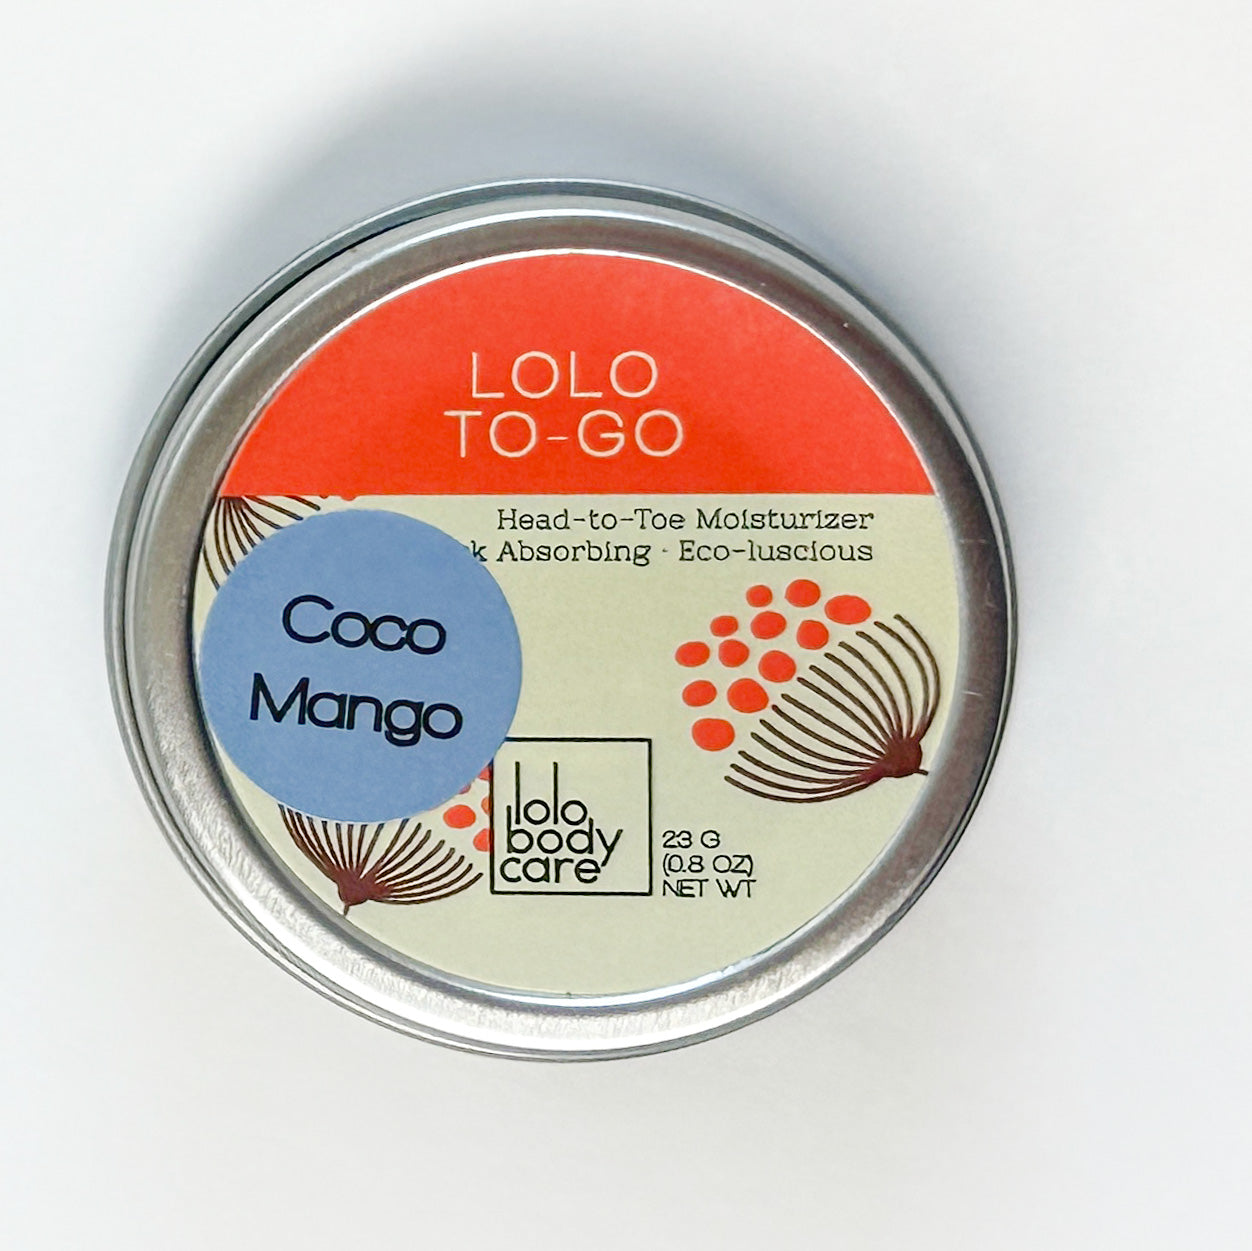 LOLO
TO-GO
Head-to-Toe Moisturizer
Absorbing · Eco-luscious
Coco
Mango
lolo
body
care
23 G
(0.8 OZ)
NET WT